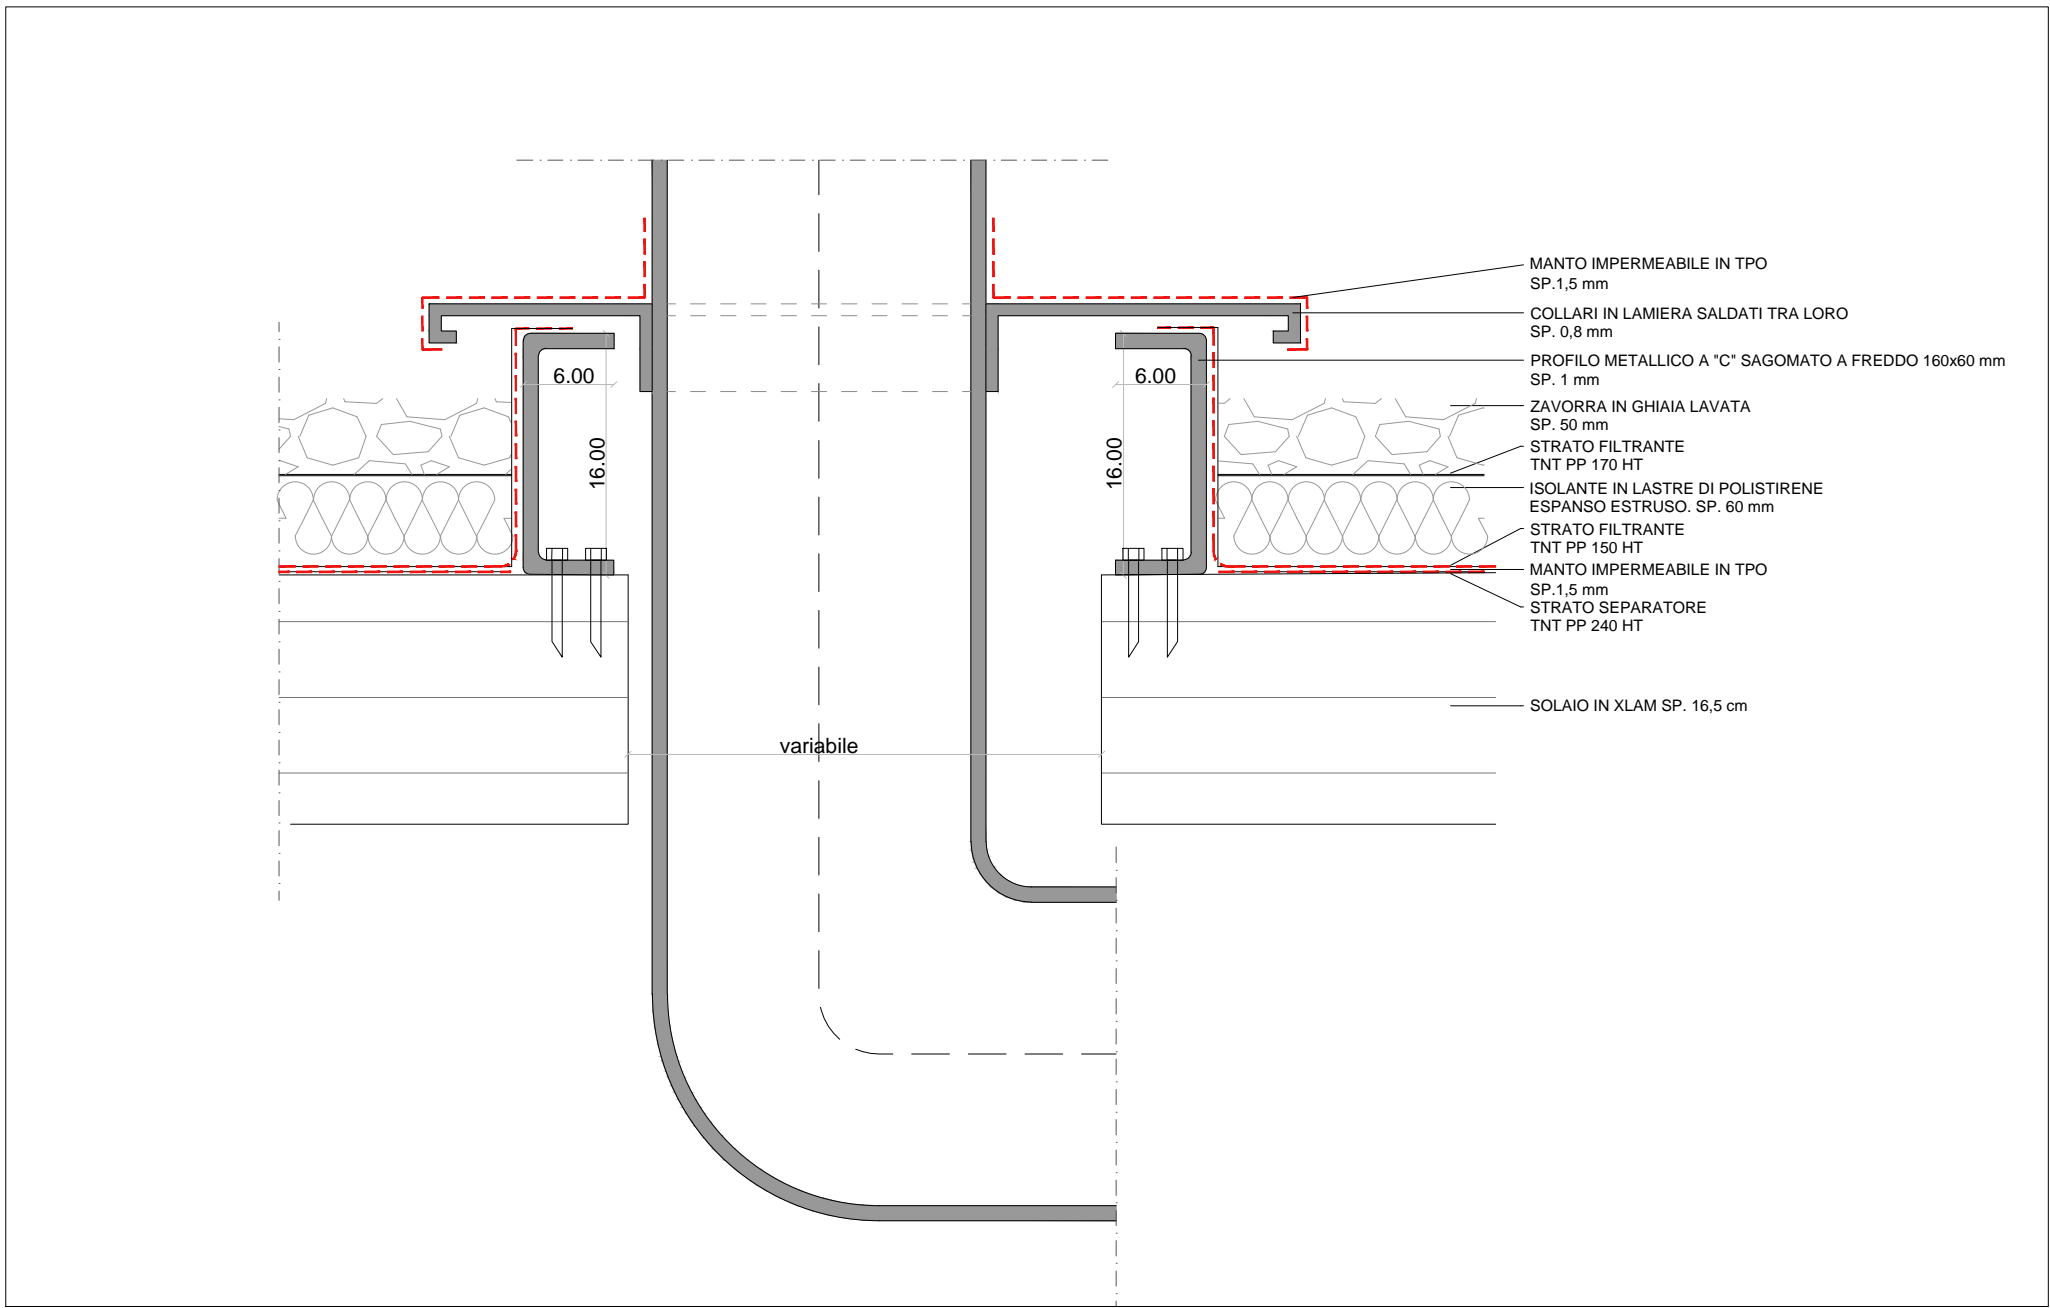 MANTO IMPERMEABILE IN TPO
SP.1,5 mm
COLLARI IN LAMIERA SALDATI TRA LORO
SP. 0,8 mm
PROFILO METALLICO A "C" SAGOMATO A FREDDO 160x60 mm
SP. 1 mm
6.00
6.00
ZAVORRA IN GHIAIA LAVATA
SP. 50 mm
16.00
16.00
STRATO FILTRANTE
TNT PP 170 HT
ISOLANTE IN LASTRE DI POLISTIRENE
ESPANSO ESTRUSO. SP. 60 mm
STRATO FILTRANTE
TNT PP 150 HT
MANTO IMPERMEABILE IN TPO
SP.1,5 mm
STRATO SEPARATORE
TNT PP 240 HT
SOLAIO IN XLAM SP. 16,5 cm
variabile